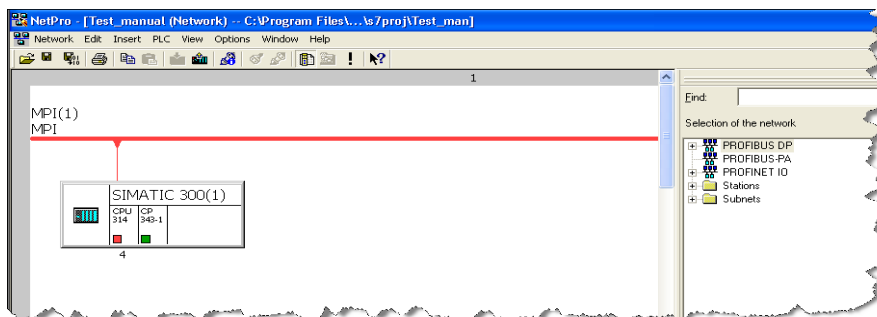 NetPro - [Test_manual (Network) -- C:\Program Files\...\s7proj\Test_man]
Network Edit Insert PLC View Options Window Help
1
MPI(1)
MPI
SIMATIC 300(1)
CPU 314
CP 343-1
4
Find:
Selection of the network
PROFIBUS DP
PROFIBUS-PA
PROFINET IO
Stations
Subnets